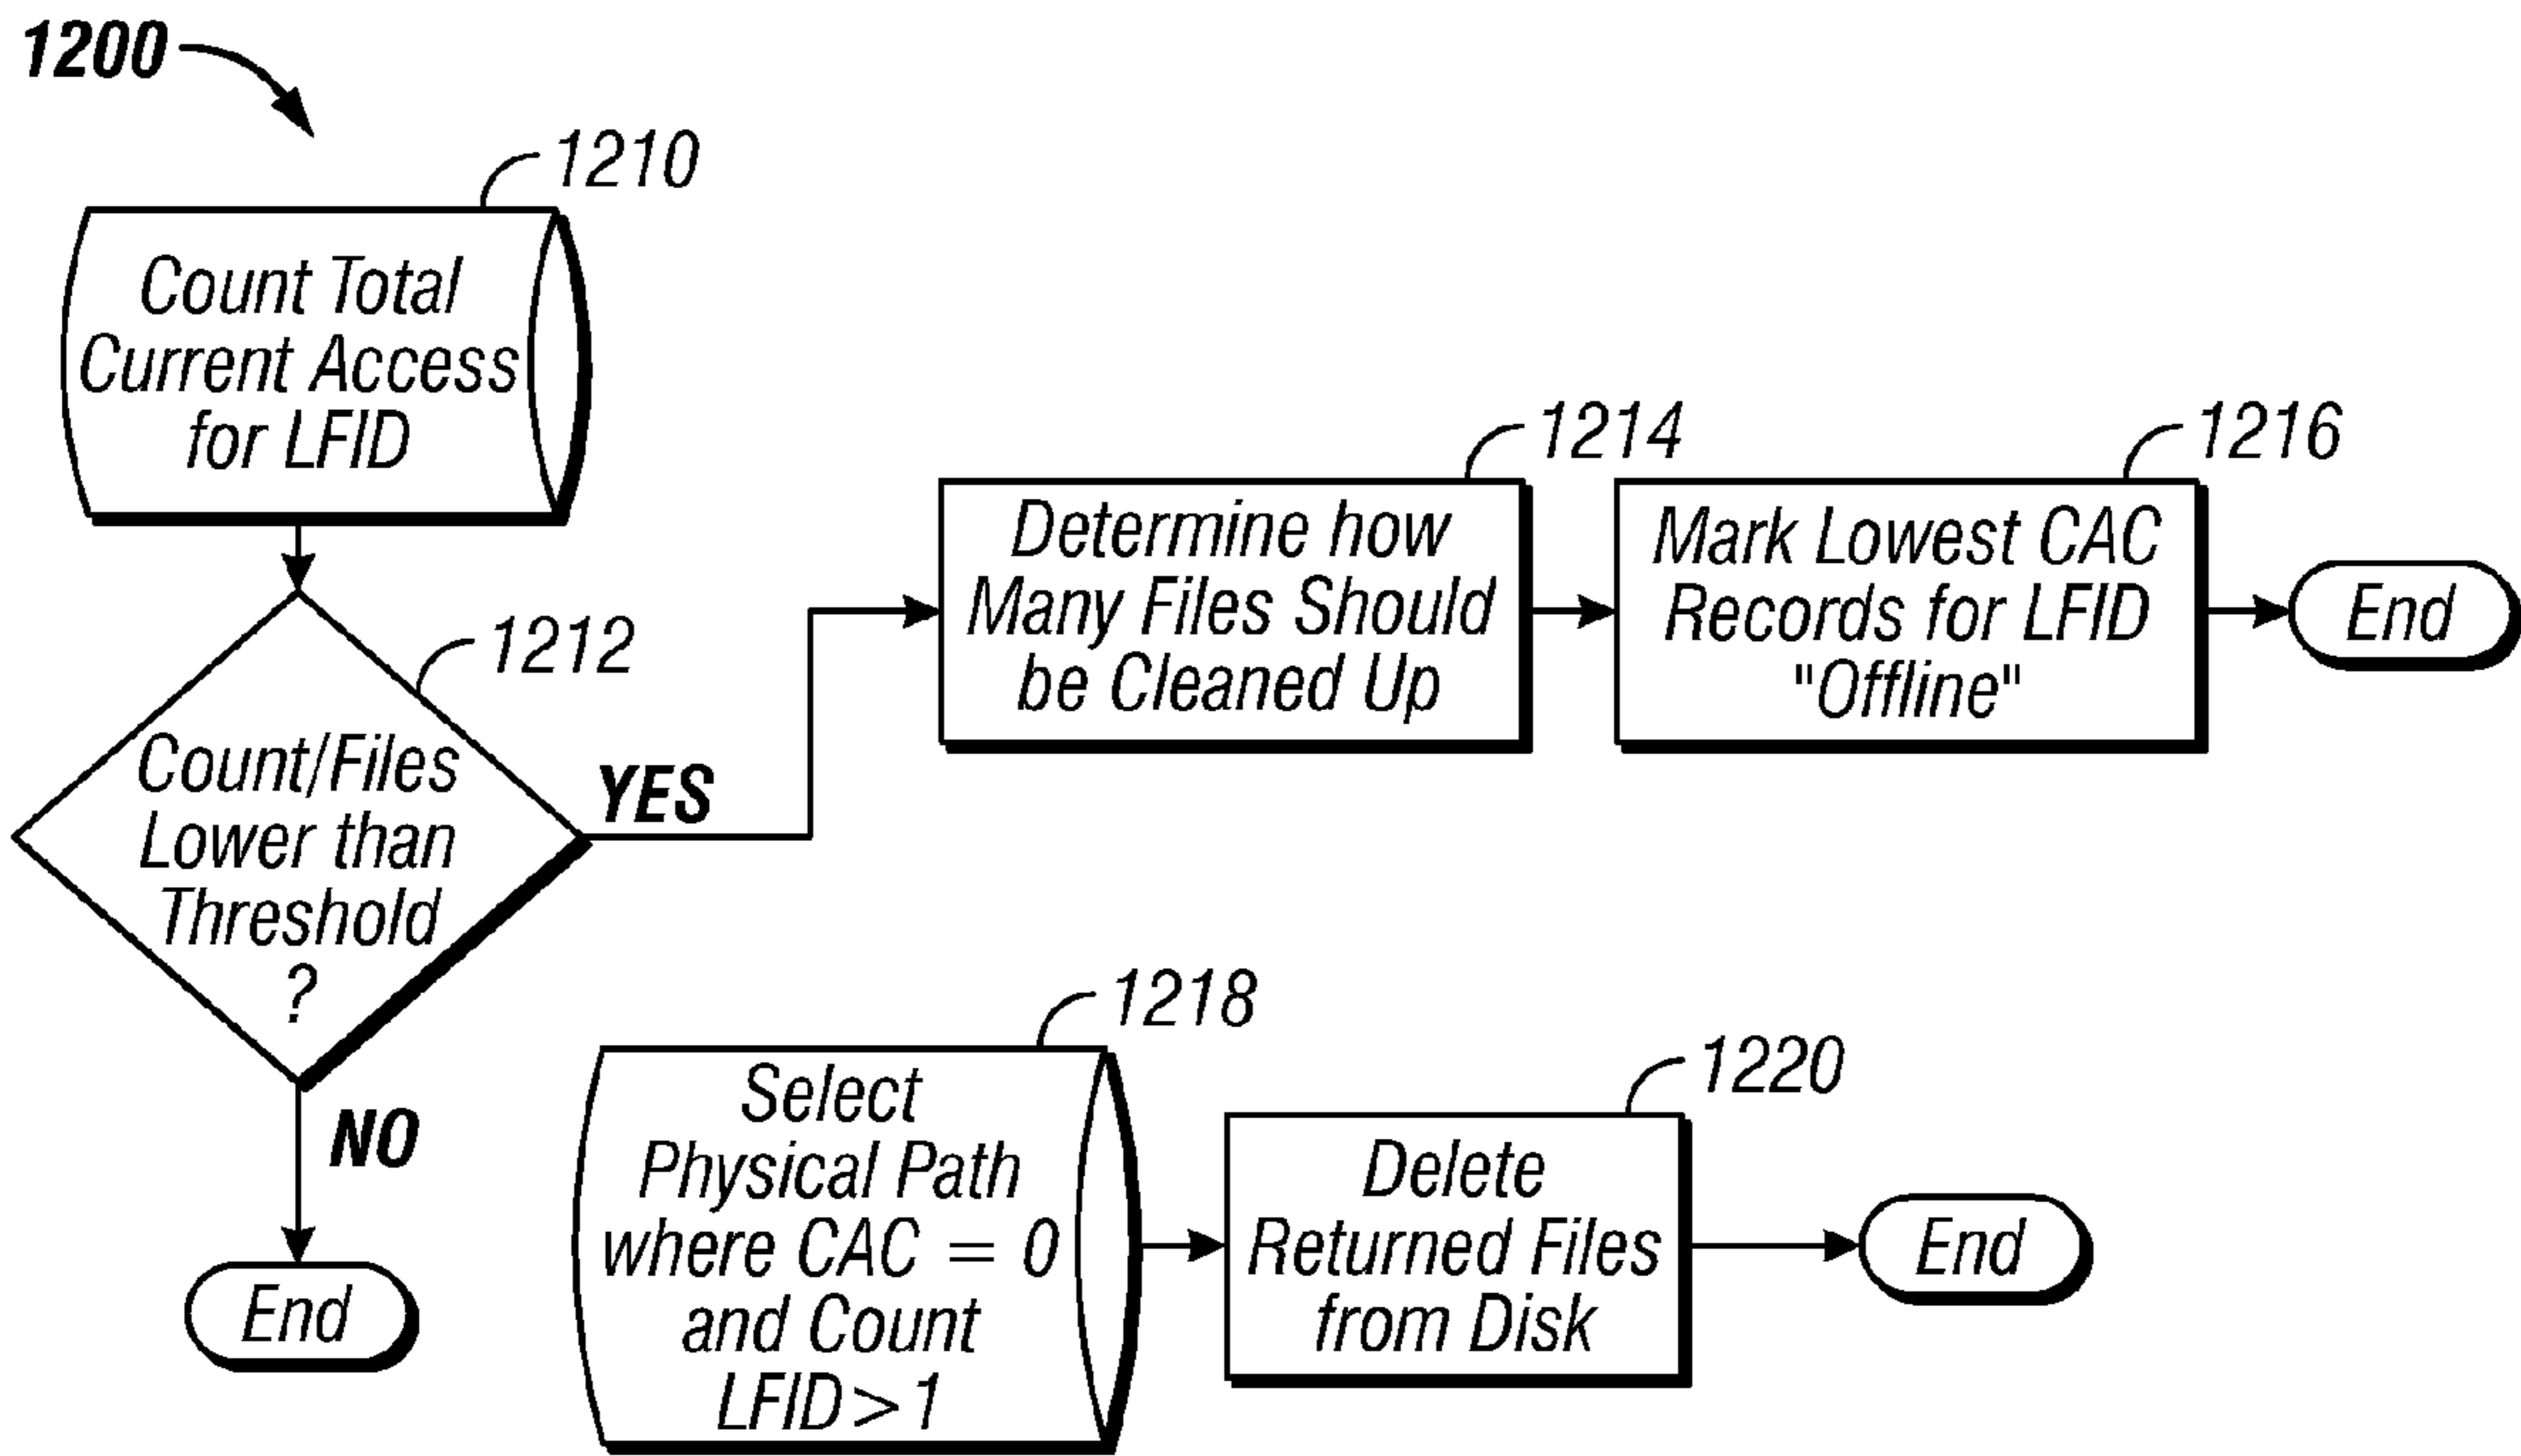 1200
1210
Count Total
Current Access
for LFID
1212
Count/Files
Lower than
Threshold
?
YES
NO
End
1214
Determine how
Many Files Should
be Cleaned Up
1216
Mark Lowest CAC
Records for LFID
"Offline"
End
1218
Select
Physical Path
where CAC = 0
and Count
LFID > 1
1220
Delete
Returned Files
from Disk
End